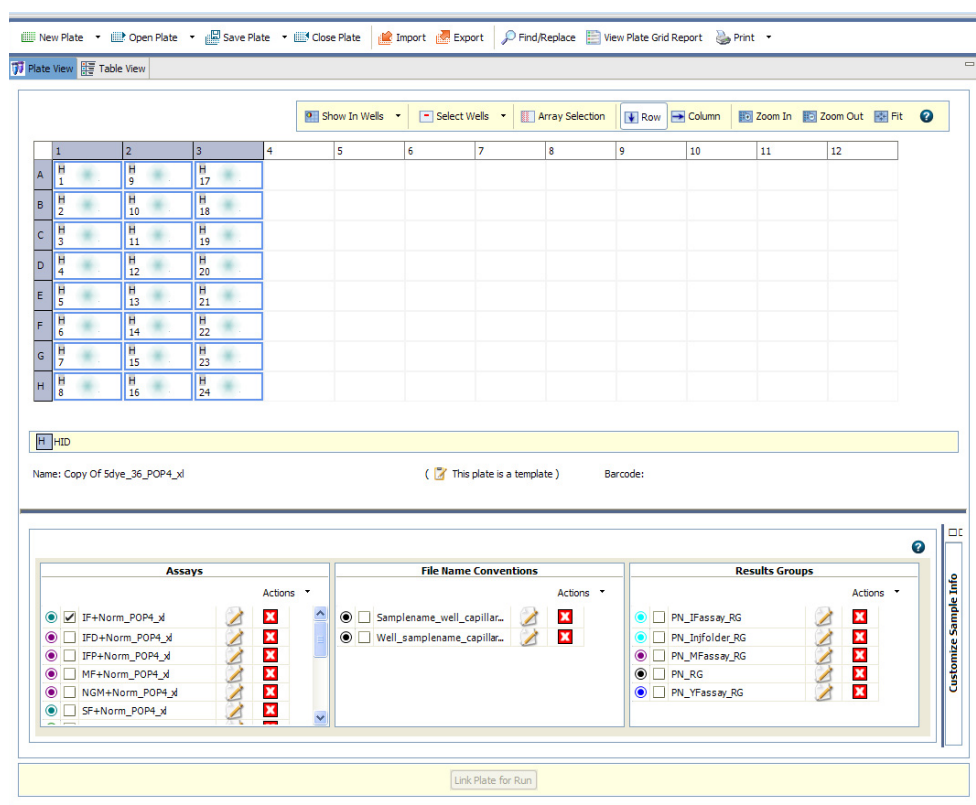 New Plate Open Plate Save Plate Close Plate Import Export Find/Replace View Plate Grid Report Print
Plate View Table View
Show In Wells Select Wells Array Selection Row Column Zoom In Zoom Out Fit ?
1 2 3 4 5 6 7 8 9 10 11 12
A H 1 H 9 H 17
B H 2 H 10 H 18
C H 3 H 11 H 19
D H 4 H 12 H 20
E H 5 H 13 H 21
F H 6 H 14 H 22
G H 7 H 15 H 23
H H 8 H 16 H 24
H HID
Name: Copy Of 5dye_36_POP4_xl ( This plate is a template ) Barcode:
?
Assays File Name Conventions Results Groups
Actions Actions Actions
IF+Norm_POP4_xl Samplename_well_capillar... PN_IFassay_RG
IFD+Norm_POP4_xl Well_samplename_capillar... PN_Injfolder_RG
IFP+Norm_POP4_xl PN_MFassay_RG
MF+Norm_POP4_xl PN_RG
NGM+Norm_POP4_xl PN_YFassay_RG
SF+Norm_POP4_xl
Customize Sample Info
Link Plate for Run